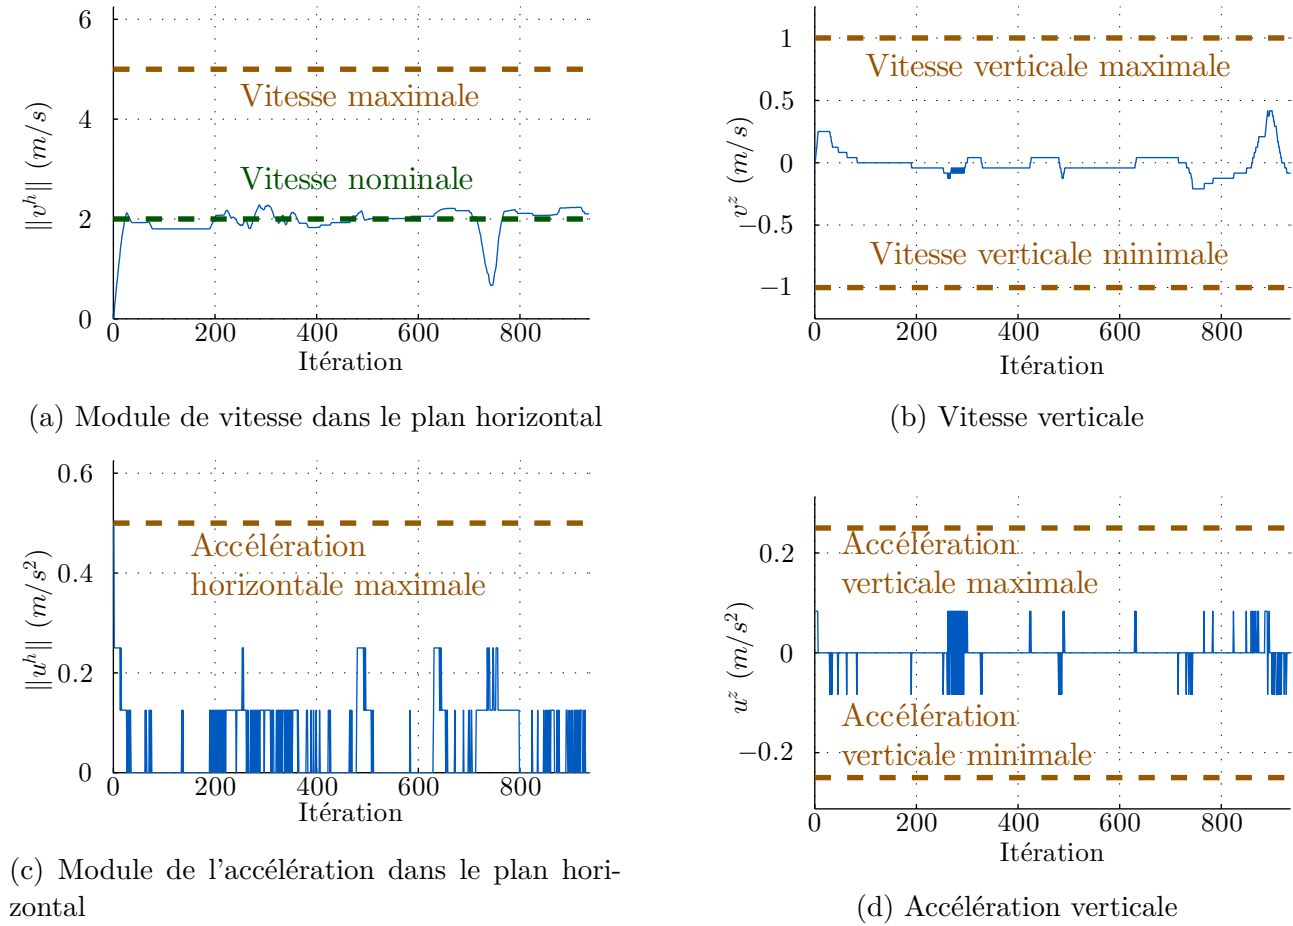 6
4
2
0
∥v^h∥ (m/s)
Vitesse maximale
Vitesse nominale
0 200 400 600 800
Itération
(a) Module de vitesse dans le plan horizontal
1
0.5
0
−0.5
−1
v^z (m/s)
Vitesse verticale maximale
Vitesse verticale minimale
0 200 400 600 800
Itération
(b) Vitesse verticale
0.6
0.4
0.2
0
∥u^h∥ (m/s²)
Accélération
horizontale maximale
0 200 400 600 800
Itération
(c) Module de l'accélération dans le plan hori-
zontal
0.2
0
−0.2
u^z (m/s²)
Accélération
verticale maximale
Accélération
verticale minimale
0 200 400 600 800
Itération
(d) Accélération verticale